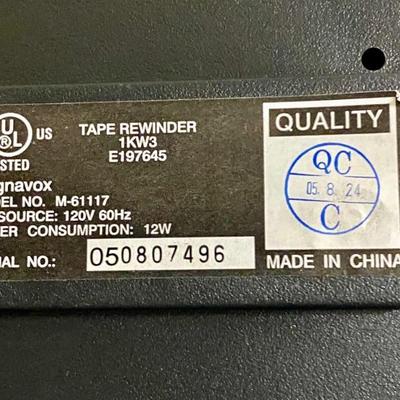 UL
US
STED
TAPE REWINDER
1KW3
E197645
gnavox
DEL NO. M-61117
SOURCE: 120V 60Hz
ER CONSUMPTION: 12W
IAL NO.: 050807496
QUALITY
QC
05. 8. 24
C
MADE IN CHINA